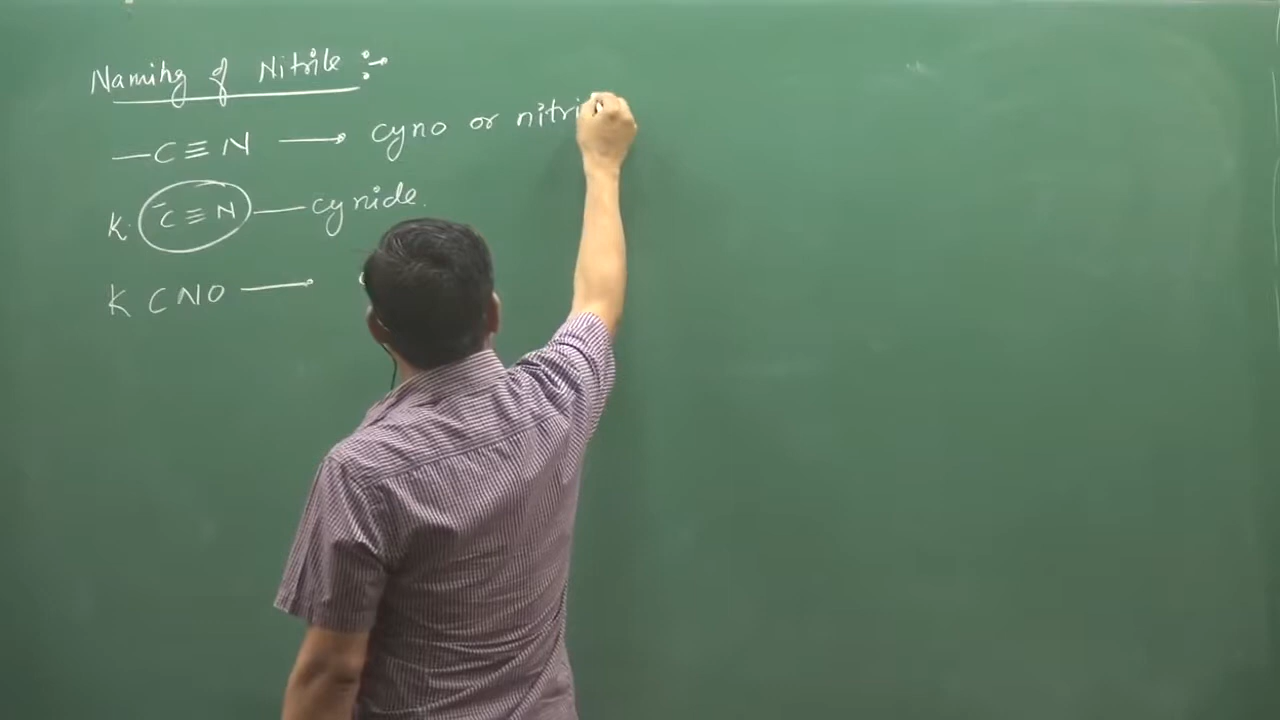 Naming of Nitrile :→
—C≡N → cyno or nitri
K. ⁻C≡N — cynide.
K CNO →